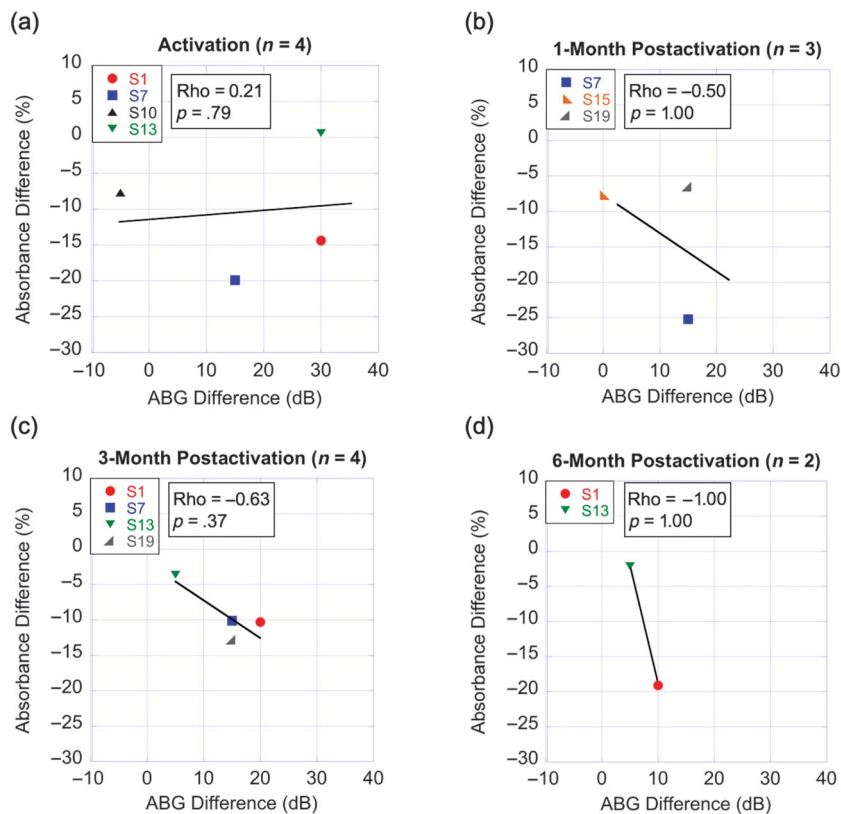 (a)
Activation (n = 4)
10
5
0
−5
−10
−15
−20
−25
−30
Absorbance Difference (%)
S1
S7
S10
S13
Rho = 0.21
p = .79
−10 0 10 20 30 40
ABG Difference (dB)
(b)
1-Month Postactivation (n = 3)
10
5
0
−5
−10
−15
−20
−25
−30
Absorbance Difference (%)
S7
S15
S19
Rho = −0.50
p = 1.00
−10 0 10 20 30 40
ABG Difference (dB)
(c)
3-Month Postactivation (n = 4)
10
5
0
−5
−10
−15
−20
−25
−30
Absorbance Difference (%)
S1
S7
S13
S19
Rho = −0.63
p = .37
−10 0 10 20 30 40
ABG Difference (dB)
(d)
6-Month Postactivation (n = 2)
10
5
0
−5
−10
−15
−20
−25
−30
Absorbance Difference (%)
S1
S13
Rho = −1.00
p = 1.00
−10 0 10 20 30 40
ABG Difference (dB)